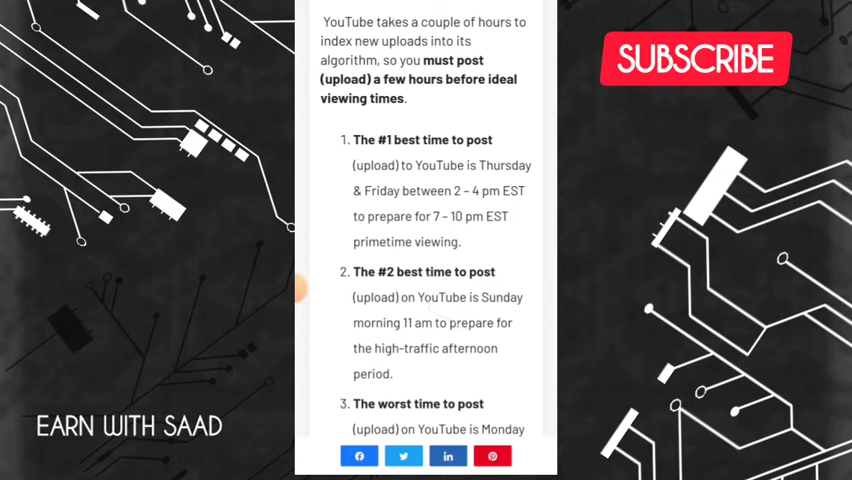 YouTube takes a couple of hours to
index new uploads into its
algorithm, so you must post
(upload) a few hours before ideal
viewing times.
1. The #1 best time to post
(upload) to YouTube is Thursday
& Friday between 2 – 4 pm EST
to prepare for 7 – 10 pm EST
primetime viewing.
2. The #2 best time to post
(upload) on YouTube is Sunday
morning 11 am to prepare for
the high-traffic afternoon
period.
3. The worst time to post
(upload) on YouTube is Monday
SUBSCRIBE
EARN WITH SAAD